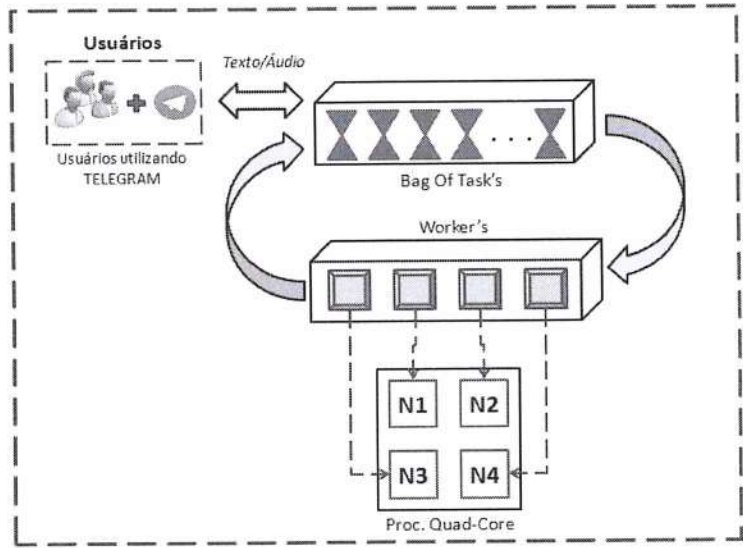 Usuários
Texto/Áudio
Usuários utilizando
TELEGRAM
Bag Of Task's
Worker's
N1
N2
N3
N4
Proc. Quad-Core